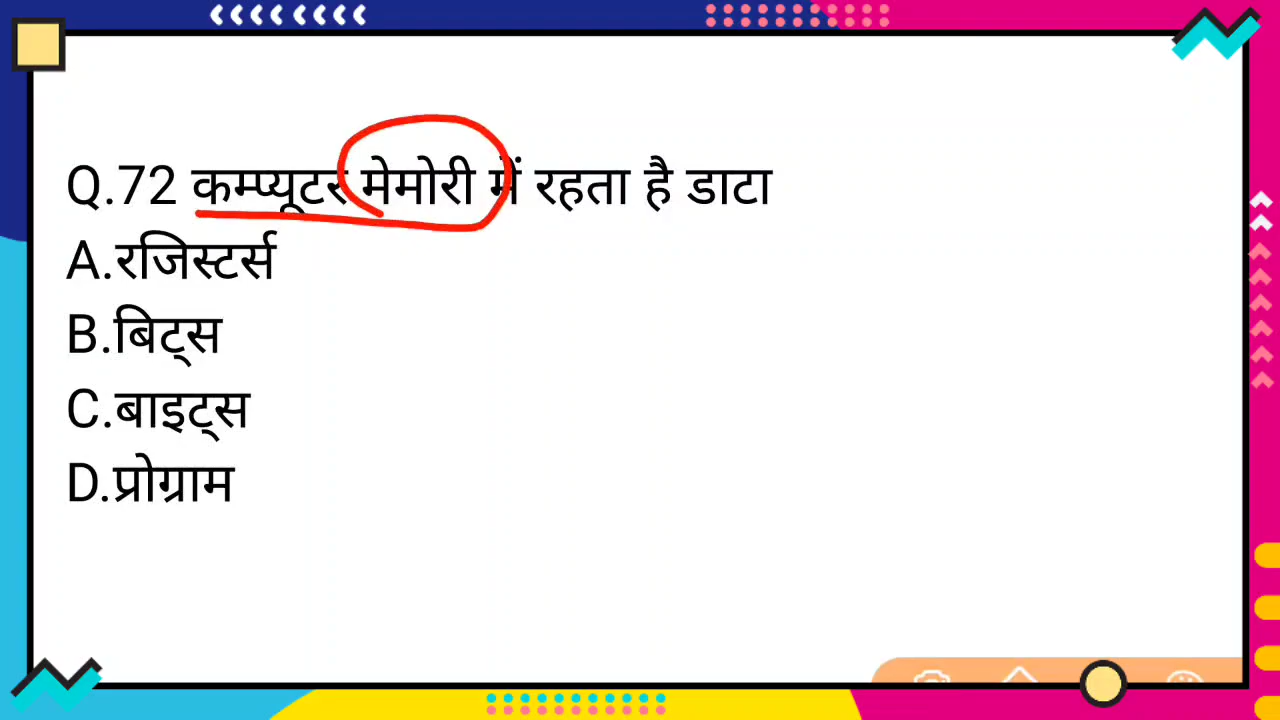 Q.72 कम्प्यूटर मेमोरी में रहता है डाटा
A.रजिस्टर्स
B.बिट्स
C.बाइट्स
D.प्रोग्राम